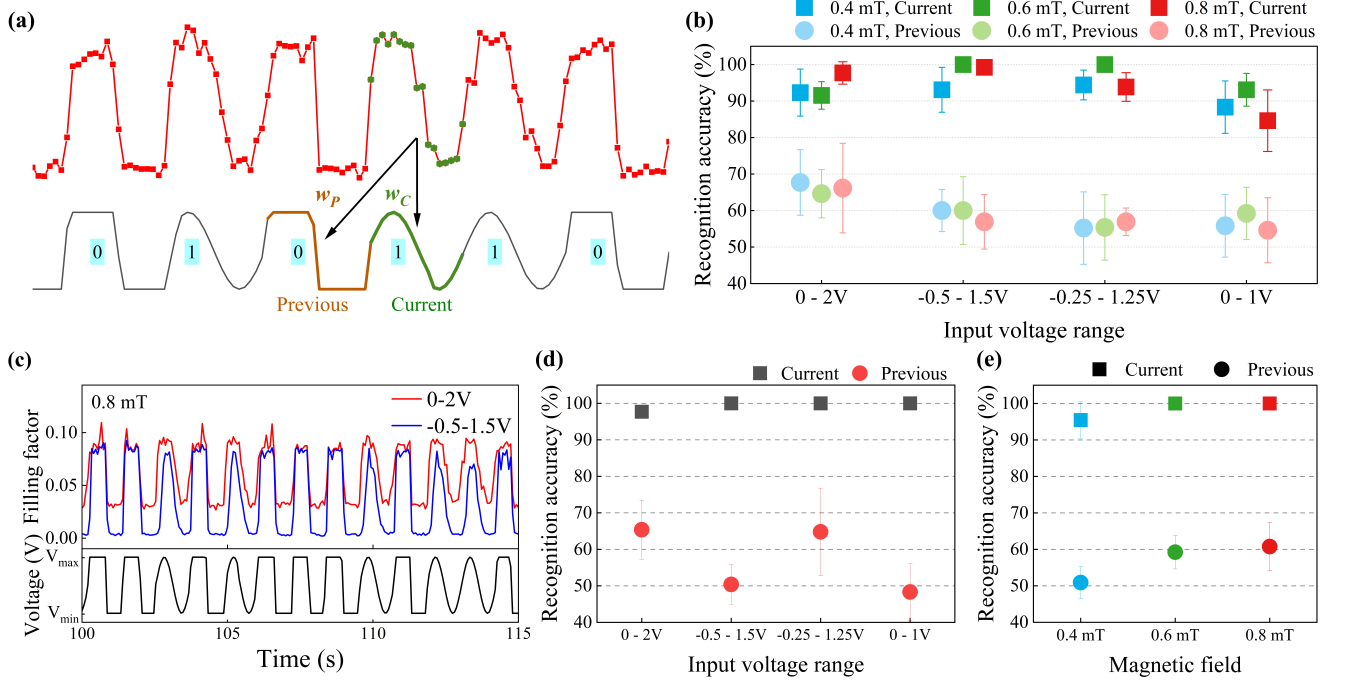 (a)
w_P
w_C
0
1
0
1
1
0
Previous
Current
(b)
0.4 mT, Current
0.6 mT, Current
0.8 mT, Current
0.4 mT, Previous
0.6 mT, Previous
0.8 mT, Previous
Recognition accuracy (%)
100
90
80
70
60
50
40
0 - 2V
-0.5 - 1.5V
-0.25 - 1.25V
0 - 1V
Input voltage range
(c)
0.8 mT
0-2V
-0.5-1.5V
Filling factor
0.10
0.05
0.00
Voltage (V)
V_max
V_min
100
105
110
115
Time (s)
(d)
Current
Previous
Recognition accuracy (%)
100
90
80
70
60
50
40
0 - 2V
-0.5 - 1.5V
-0.25 - 1.25V
0 - 1V
Input voltage range
(e)
Current
Previous
Recognition accuracy (%)
100
90
80
70
60
50
40
0.4 mT
0.6 mT
0.8 mT
Magnetic field